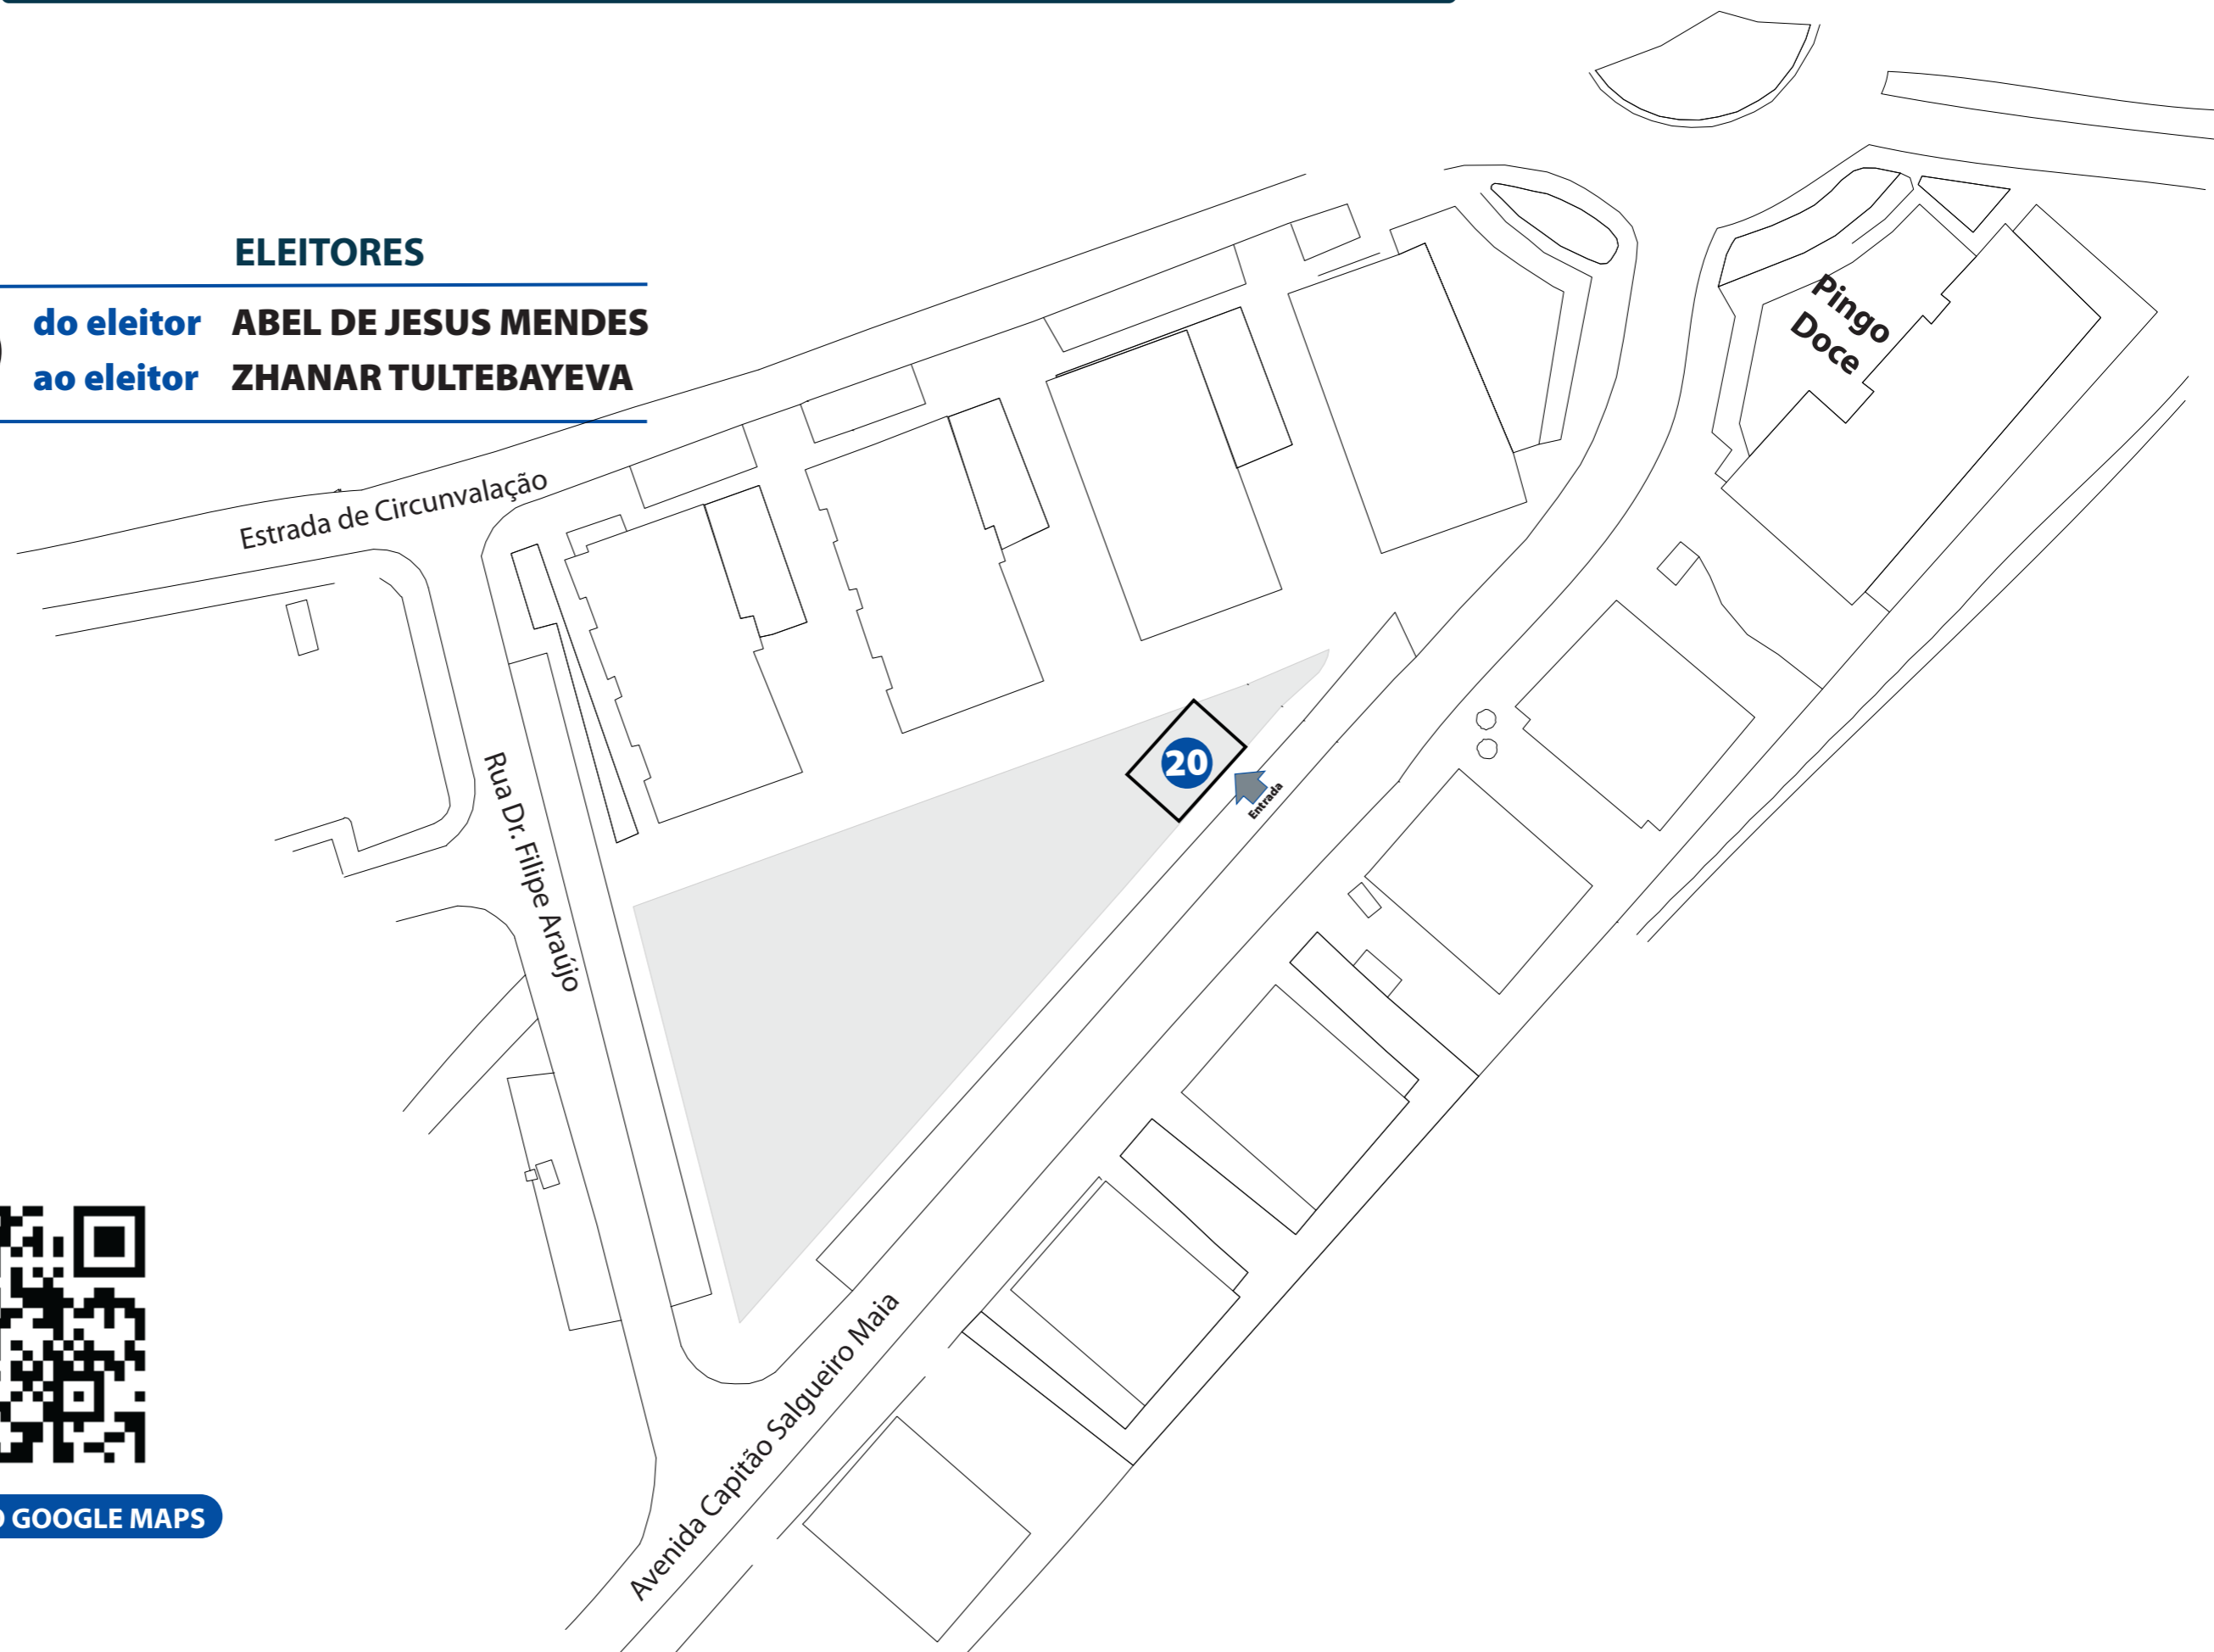 ELEITORES
do eleitor ABEL DE JESUS MENDES
ao eleitor ZHANAR TULTEBAYEVA
Estrada de Circunvalação
Pingo
Doce
Rua Dr. Filipe Araújo
20
Entrada
Avenida Capitão Salgueiro Maia
GOOGLE MAPS